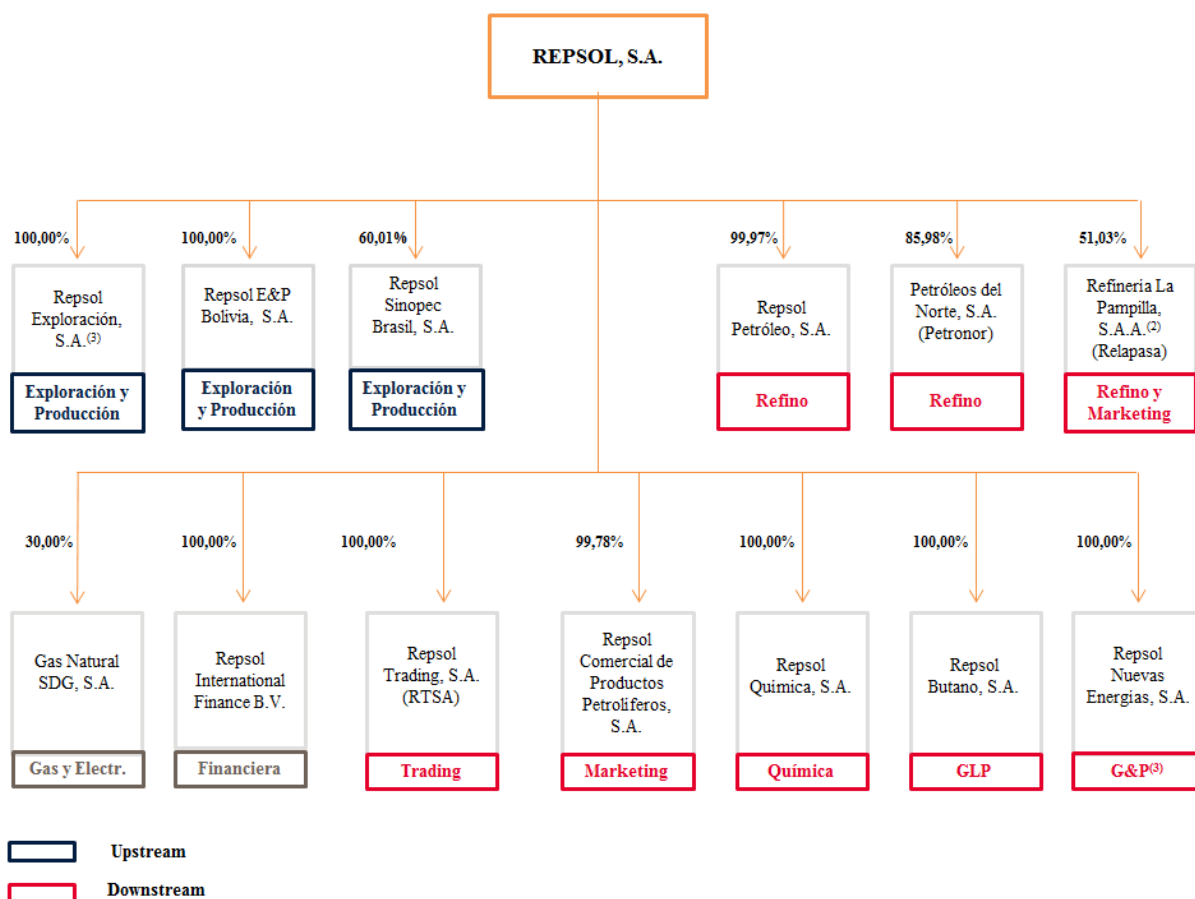 REPSOL, S.A.
100,00%
100,00%
60,01%
99,97%
85,98%
51,03%
Repsol
Exploración,
S.A.(3)
Exploración y
Producción
Repsol E&P
Bolivia, S.A.
Exploración
y Producción
Repsol
Sinopec
Brasil, S.A.
Exploración y
Producción
Repsol
Petróleo, S.A.
Refino
Petróleos del
Norte, S.A.
(Petronor)
Refino
Refineria La
Pampilla,
S.A.A.(2)
(Relapasa)
Refino y
Marketing
30,00%
100,00%
100,00%
99,78%
100,00%
100,00%
100,00%
Gas Natural
SDG, S.A.
Gas y Electr.
Repsol
International
Finance B.V.
Financiera
Repsol
Trading, S.A.
(RTSA)
Trading
Repsol
Comercial de
Productos
Petrolíferos,
S.A.
Marketing
Repsol
Química, S.A.
Química
Repsol
Butano, S.A.
GLP
Repsol
Nuevas
Energías, S.A.
G&P(3)
Upstream
Downstream